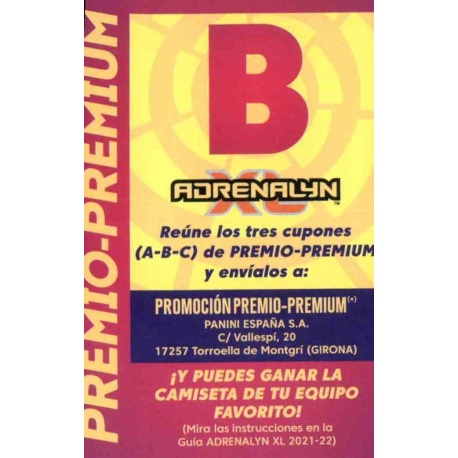 PREMIO-PREMIUM
B
ADRENALYN
XL™
Reúne los tres cupones
(A-B-C) de PREMIO-PREMIUM
y envíalos a:
PROMOCIÓN PREMIO-PREMIUM(*)
PANINI ESPAÑA S.A.
C/ Vallespí, 20
17257 Torroella de Montgrí (GIRONA)
¡Y PUEDES GANAR LA
CAMISETA DE TU EQUIPO
FAVORITO!
(Mira las instrucciones en la
Guía ADRENALYN XL 2021-22)